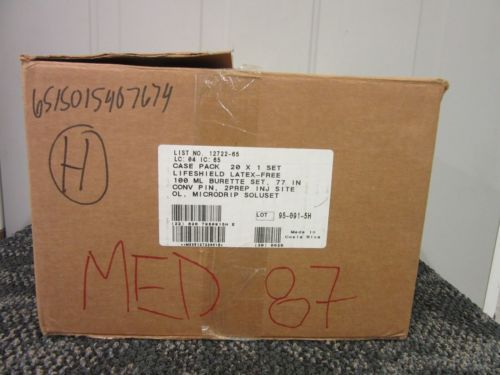 6515015407674
H
LIST NO. 12722-65
LC: 04 IC: 65
CASE PACK 20 X 1 SET
LIFESHIELD LATEX-FREE
100 ML BURETTE SET, 77 IN
CONV PIN, 2PREP INJ SITE
OL, MICRODRIP SOLUSET
LOT 95-091-5H
Made in
Costa Rica
(30) 0020
MED 87